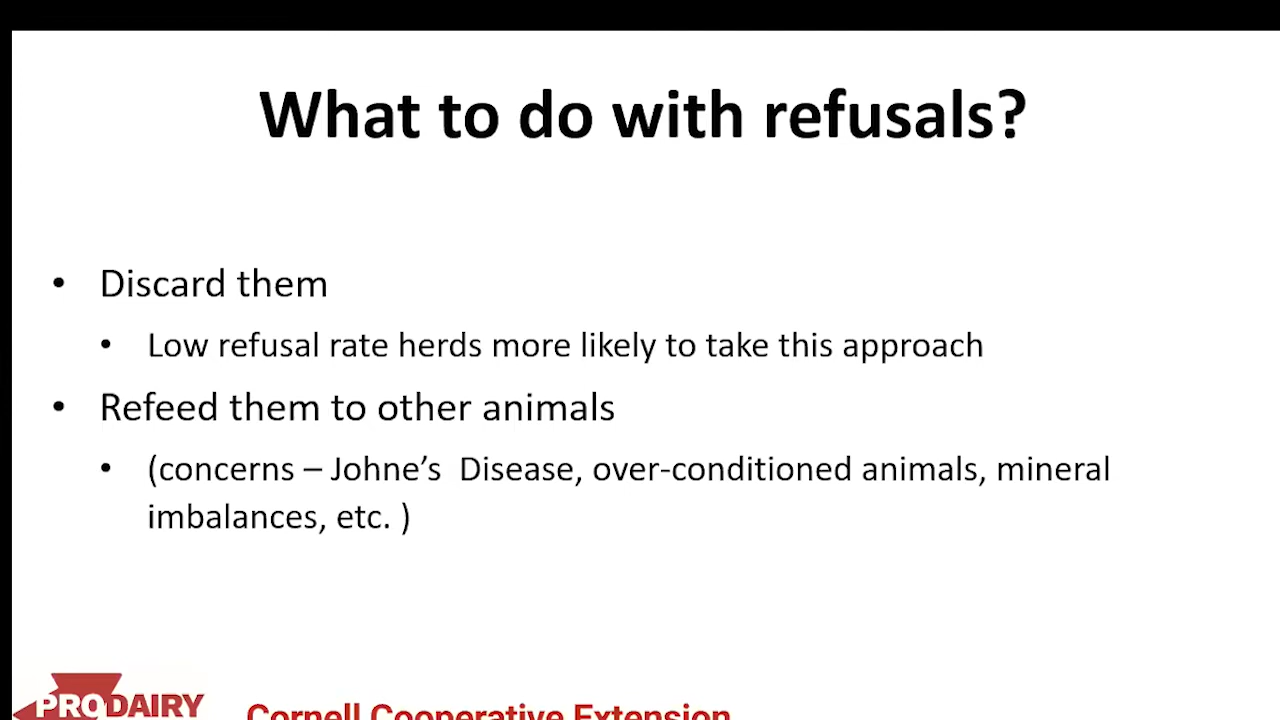 What to do with refusals?
• Discard them
• Low refusal rate herds more likely to take this approach
• Refeed them to other animals
• (concerns – Johne's  Disease, over-conditioned animals, mineral
imbalances, etc. )
PRODAIRY
Cornell Cooperative Extension